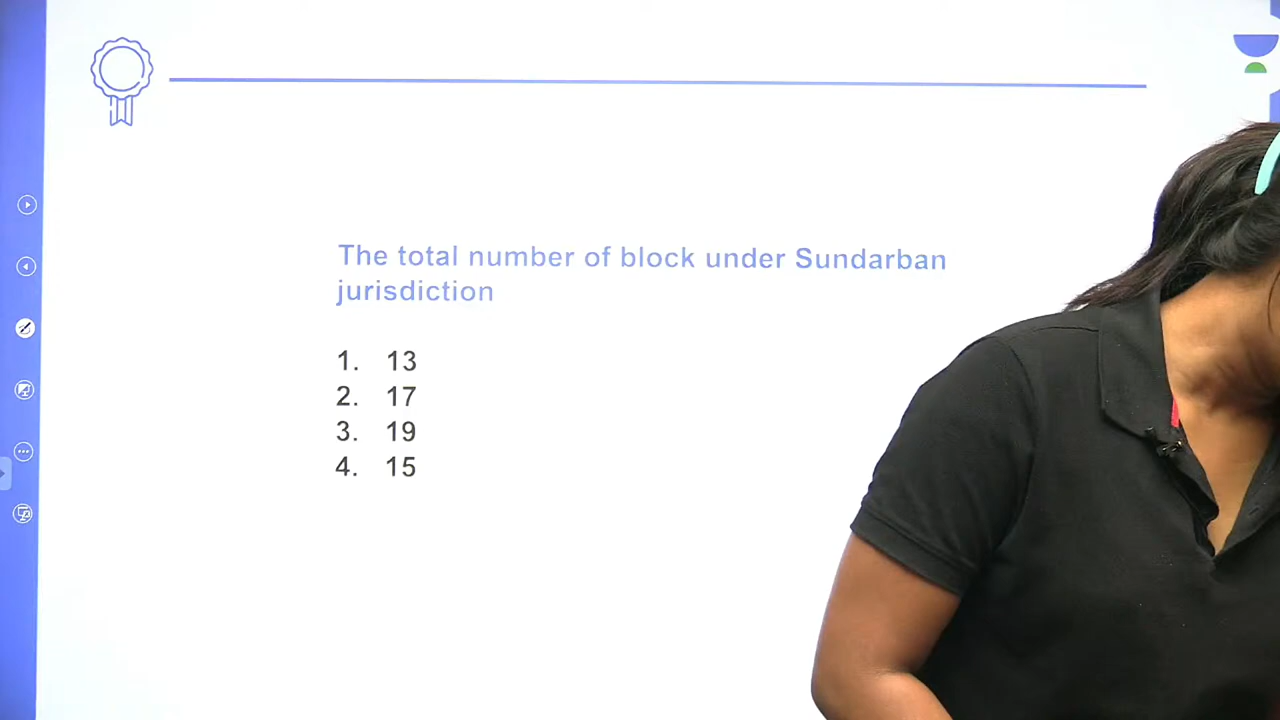 The total number of block under Sundarban
jurisdiction
1. 13
2. 17
3. 19
4. 15